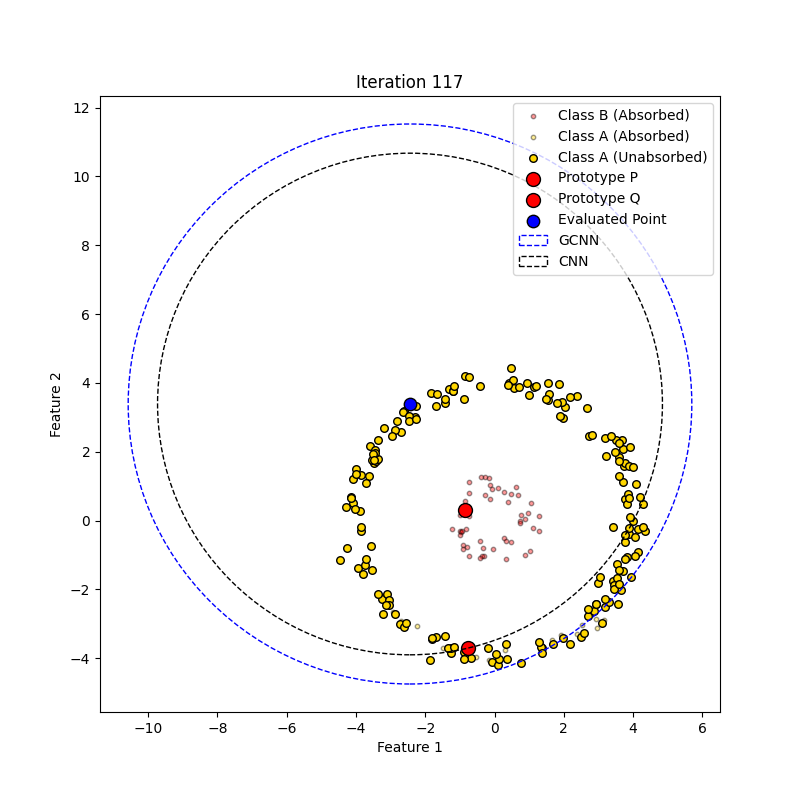 Iteration 117
Class B (Absorbed)
Class A (Absorbed)
Class A (Unabsorbed)
Prototype P
Prototype Q
Evaluated Point
GCNN
CNN
12
10
8
6
4
2
0
−2
−4
Feature 2
−10 −8 −6 −4 −2 0 2 4 6
Feature 1